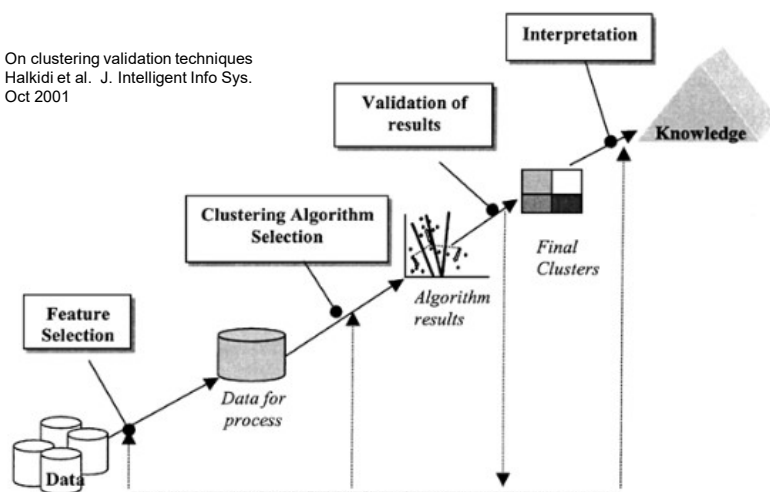 On clustering validation techniques
Halkidi et al. J. Intelligent Info Sys.
Oct 2001
Interpretation
Knowledge
Validation of
results
Final
Clusters
Clustering Algorithm
Selection
Algorithm
results
Feature
Selection
Data for
process
Data